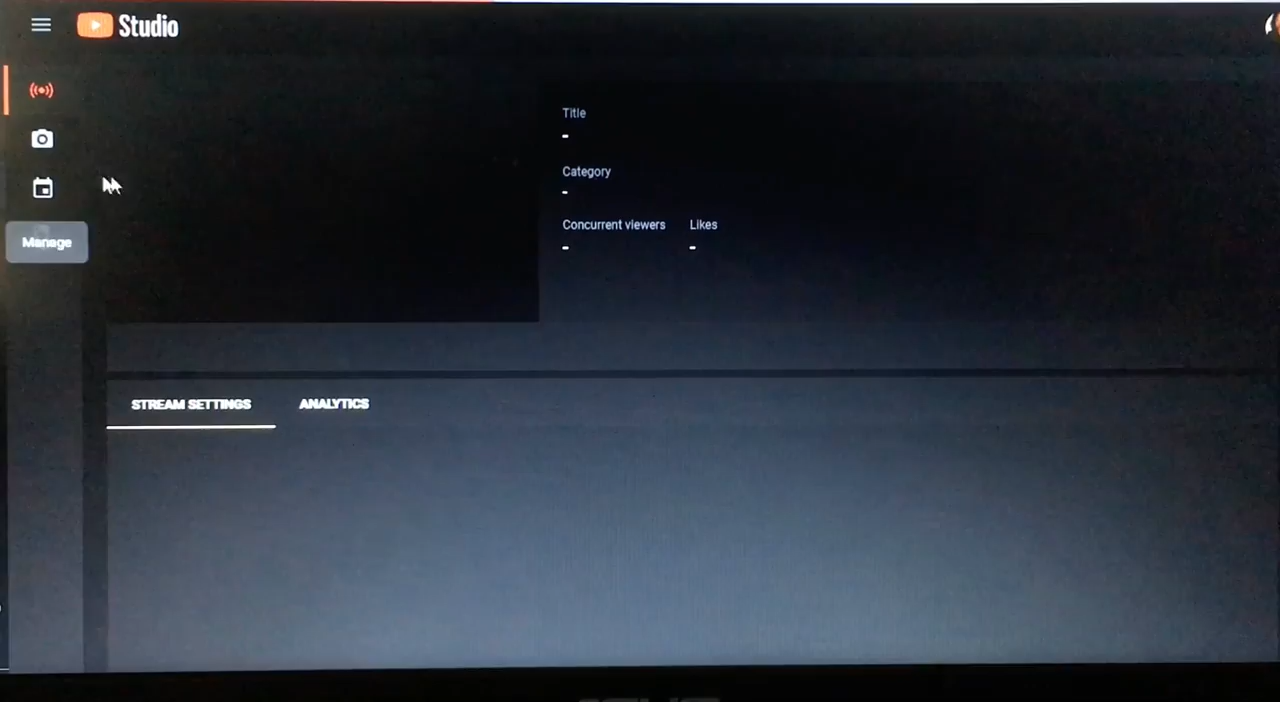 Studio
Title
-
Category
-
Concurrent viewers Likes
- -
Manage
STREAM SETTINGS ANALYTICS